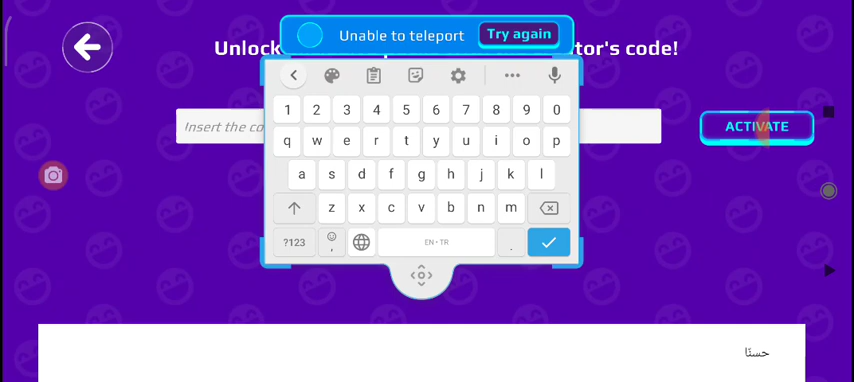 Unable to teleport
Try again
Unlock
tor's code!
Insert the co
ACTIVATE
1 2 3 4 5 6 7 8 9 0
q w e r t y u i o p
a s d f g h j k l
z x c v b n m
?123 , EN • TR .
حسنًا